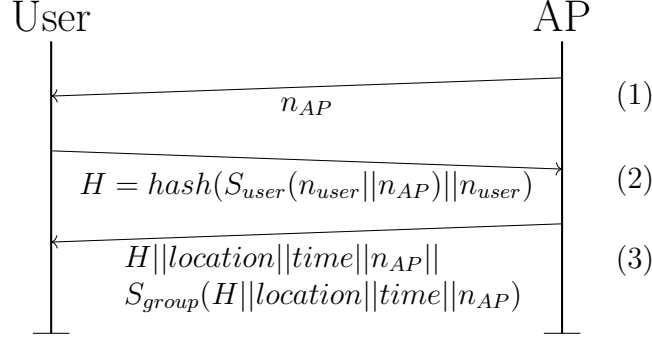 User AP
n_{AP} (1)
H = hash(S_{user}(n_{user}||n_{AP})||n_{user}) (2)
H||location||time||n_{AP}|| (3)
S_{group}(H||location||time||n_{AP})